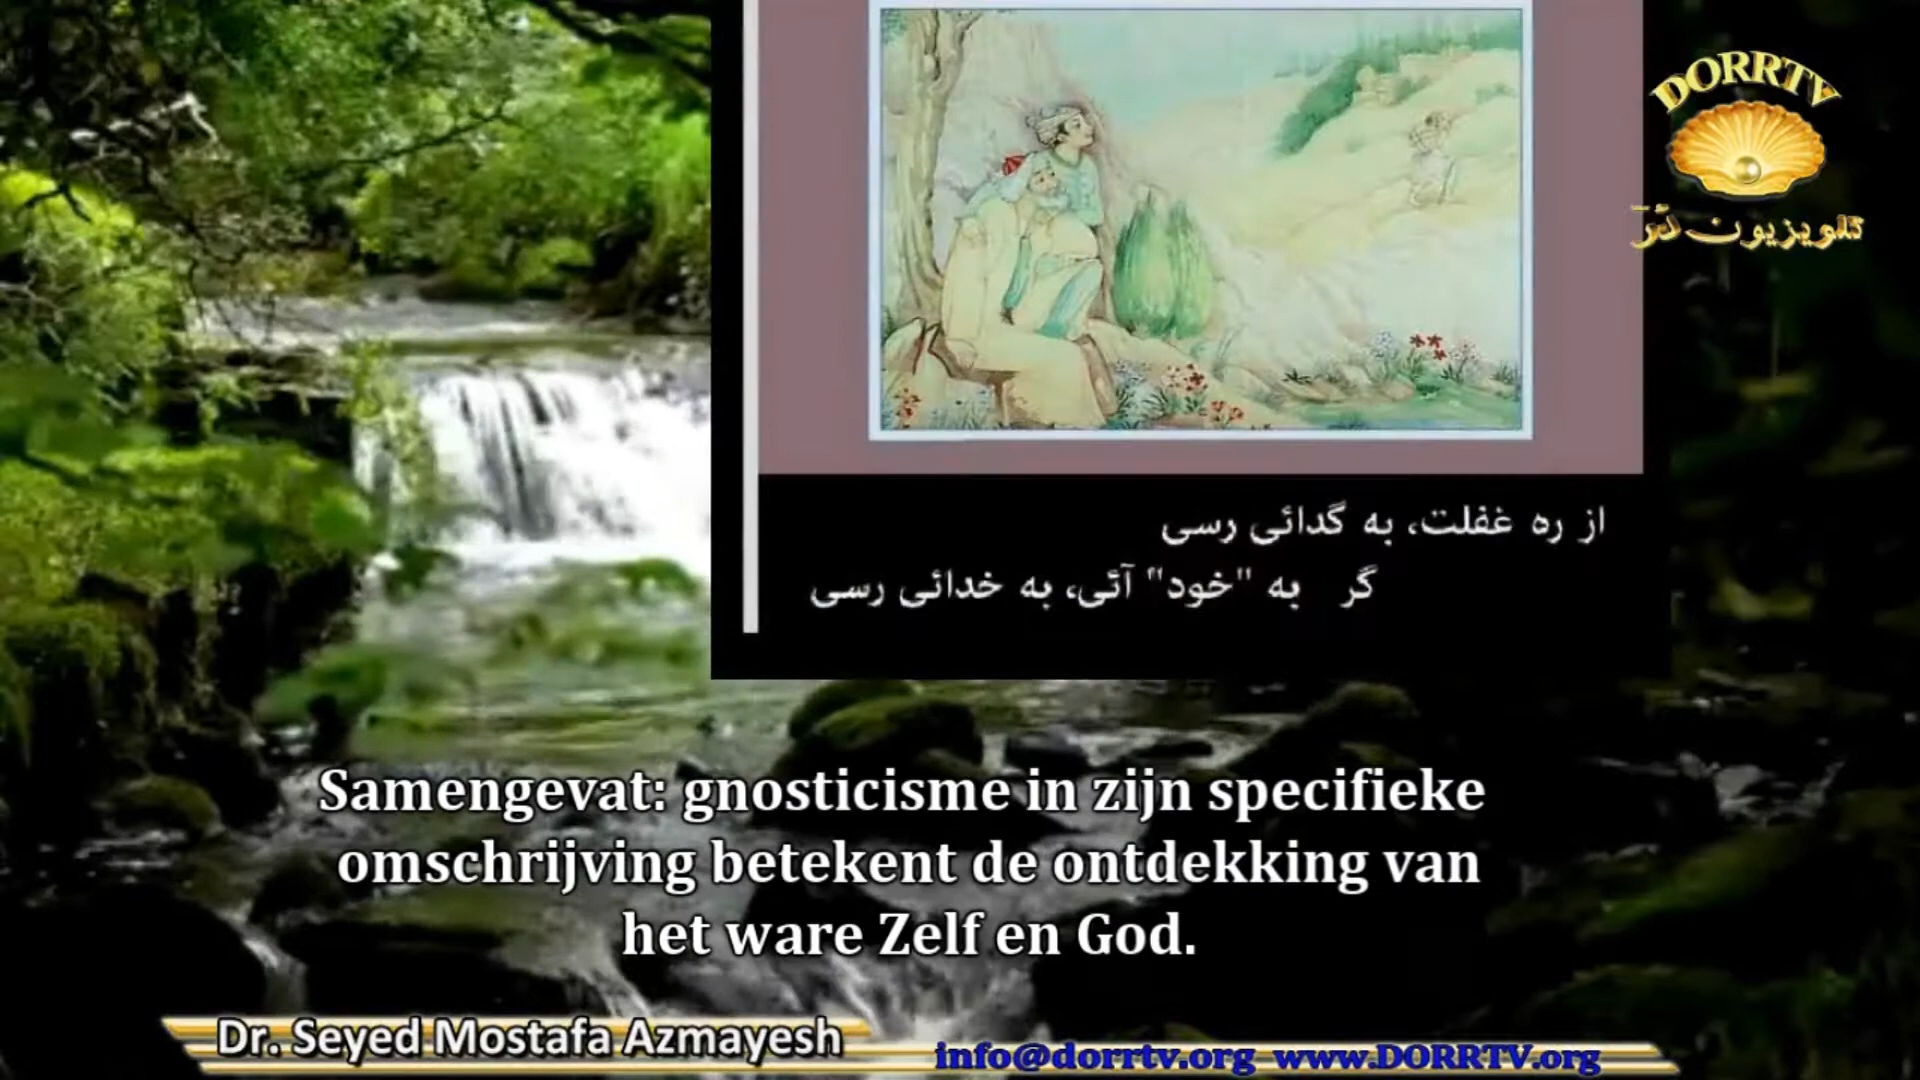 DORRTV
تلویزیون دُرّ
از ره غفلت، به گدائی رسی
گر به "خود" آئی، به خدائی رسی
Samengevat: gnosticisme in zijn specifieke
omschrijving betekent de ontdekking van
het ware Zelf en God.
Dr. Seyed Mostafa Azmayesh
info@dorrtv.org www.DORRTV.org